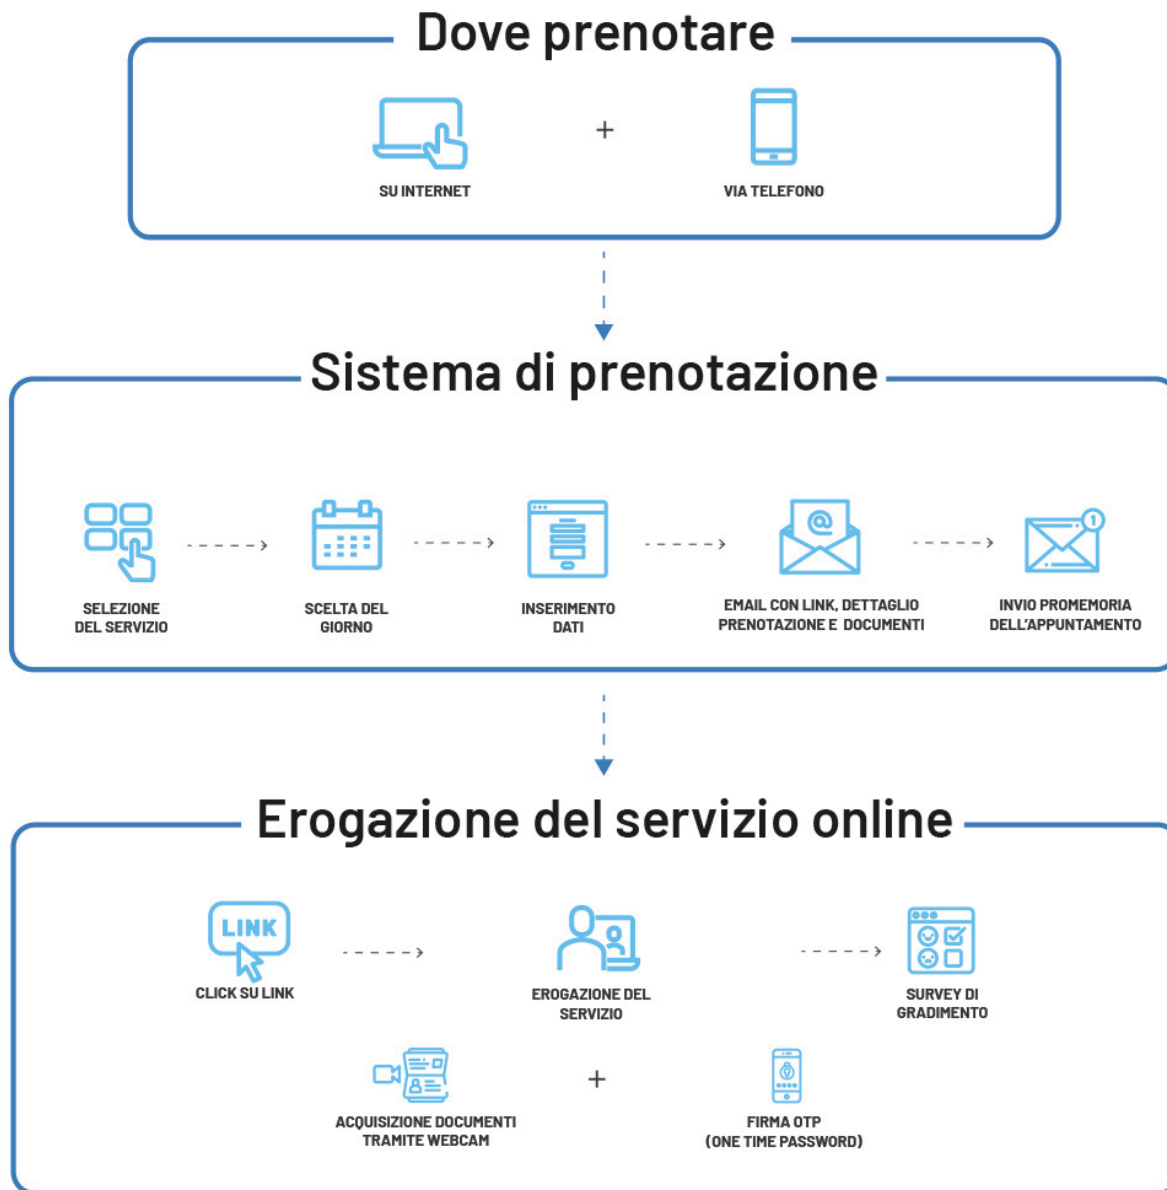 Dove prenotare
+
SU INTERNET
VIA TELEFONO
Sistema di prenotazione
@
1
SELEZIONE
DEL SERVIZIO
SCELTA DEL
GIORNO
INSERIMENTO
DATI
EMAIL CON LINK, DETTAGLIO
PRENOTAZIONE E DOCUMENTI
INVIO PROMEMORIA
DELL'APPUNTAMENTO
Erogazione del servizio online
LINK
CLICK SU LINK
EROGAZIONE DEL
SERVIZIO
SURVEY DI
GRADIMENTO
+
ACQUISIZIONE DOCUMENTI
TRAMITE WEBCAM
FIRMA OTP
(ONE TIME PASSWORD)